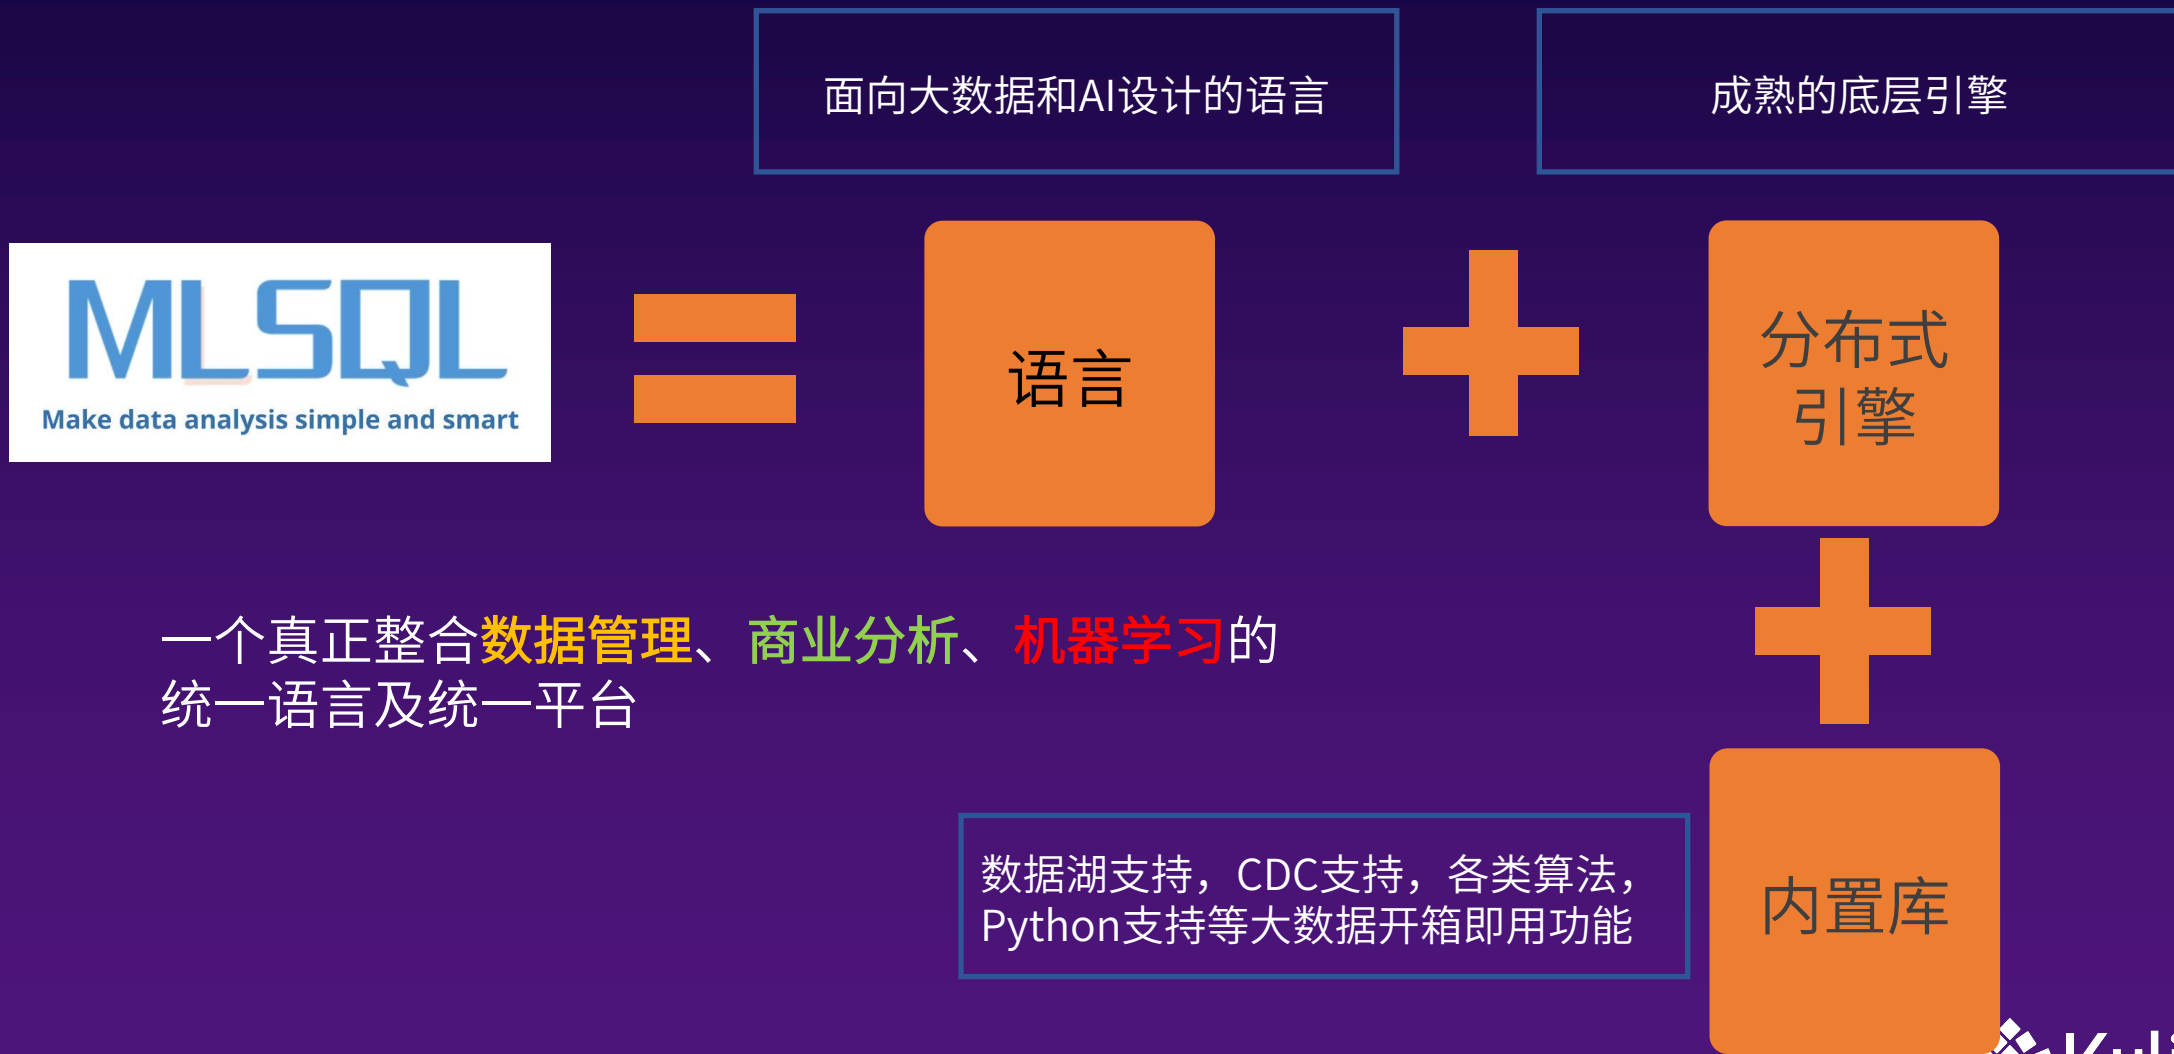 面向大数据和AI设计的语言
成熟的底层引擎
MLSQL
Make data analysis simple and smart
语言
分布式
引擎
一个真正整合数据管理、商业分析、机器学习的
统一语言及统一平台
数据湖支持，CDC支持，各类算法，
Python支持等大数据开箱即用功能
内置库